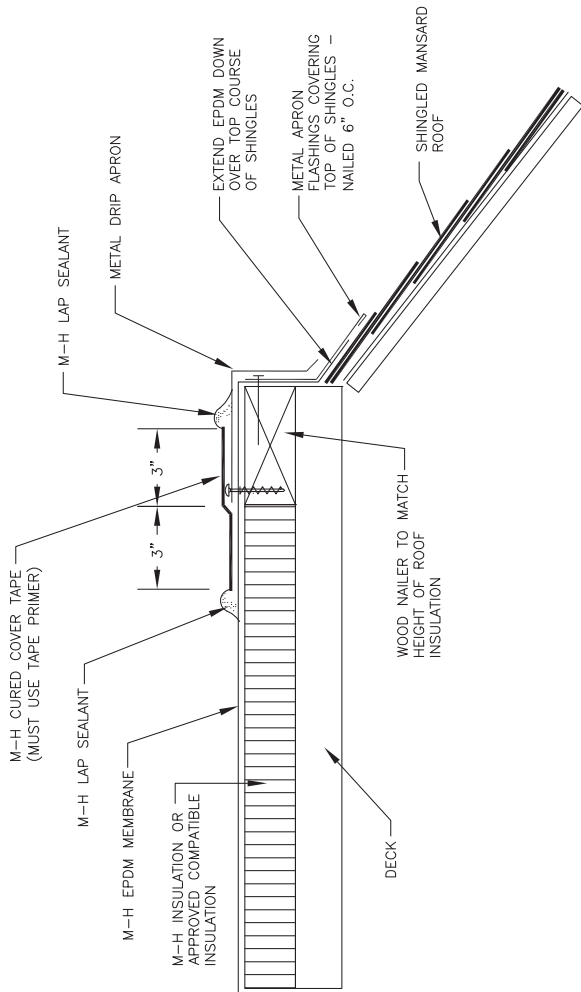 M-H CURED COVER TAPE
(MUST USE TAPE PRIMER)
M-H LAP SEALANT
M-H EPDM MEMBRANE
M-H INSULATION OR
APPROVED COMPATIBLE
INSULATION
DECK
3"
3"
WOOD NAILER TO MATCH
HEIGHT OF ROOF
INSULATION
M-H LAP SEALANT
METAL DRIP APRON
EXTEND EPDM DOWN
OVER TOP COURSE
OF SHINGLES
METAL APRON
FLASHINGS COVERING
TOP OF SHINGLES -
NAILED 6" O.C.
SHINGLED MANSARD
ROOF